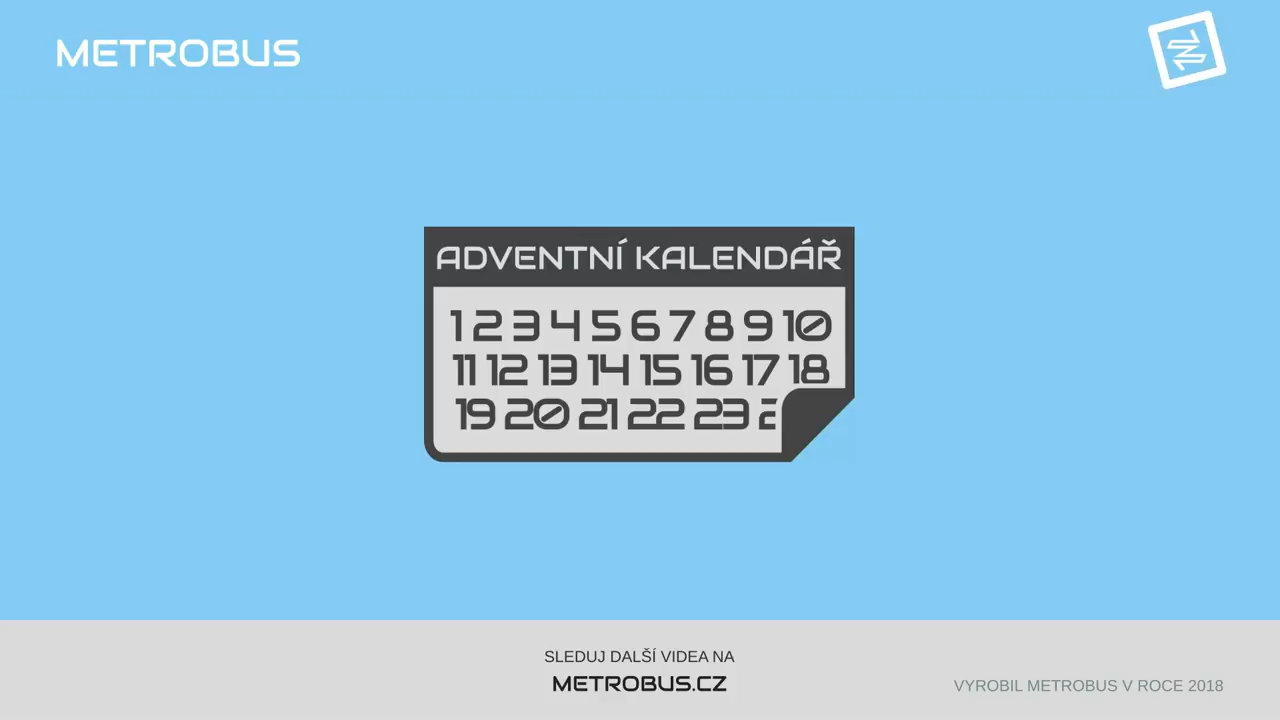 METROBUS
ADVENTNÍ KALENDÁŘ
1 2 3 4 5 6 7 8 9 10
11 12 13 14 15 16 17 18
19 20 21 22 23 2
SLEDUJ DALŠÍ VIDEA NA
METROBUS.CZ
VYROBIL METROBUS V ROCE 2018